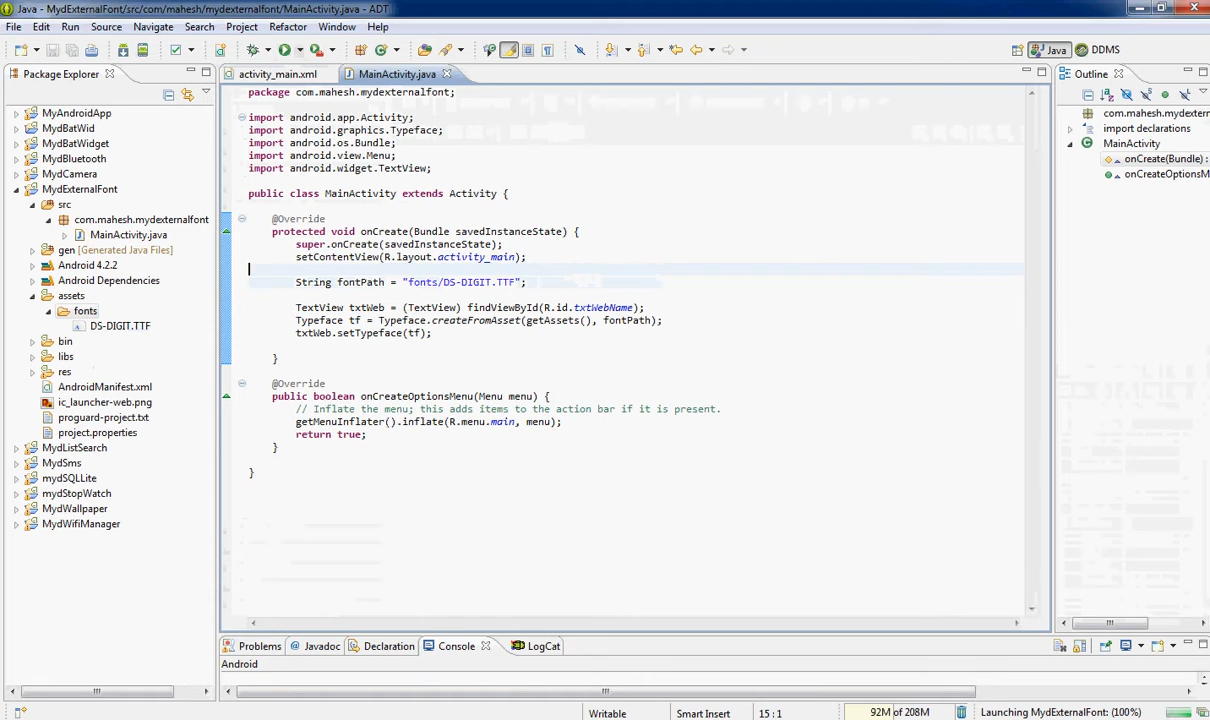 Java - MydExternalFont/src/com/mahesh/mydexternalfont/MainActivity.java - ADT
File Edit Run Source Navigate Search Project Refactor Window Help
Java DDMS
Package Explorer
activity_main.xml MainActivity.java
Outline
MyAndroidApp
MyBatWid
MyBatWidget
MydBluetooth
MydCamera
MydExternalFont
src
com.mahesh.mydexternalfont
MainActivity.java
gen [Generated Java Files]
Android 4.2.2
Android Dependencies
assets
fonts
DS-DIGIT.TTF
bin
libs
res
AndroidManifest.xml
ic_launcher-web.png
proguard-project.txt
project.properties
MydListSearch
MydSms
mydSQLLite
mydStopWatch
MydWallpaper
MydWifiManager
package com.mahesh.mydexternalfont;
import android.app.Activity;
import android.graphics.Typeface;
import android.os.Bundle;
import android.view.Menu;
import android.widget.TextView;
public class MainActivity extends Activity {
@Override
protected void onCreate(Bundle savedInstanceState) {
super.onCreate(savedInstanceState);
setContentView(R.layout.activity_main);
String fontPath = "fonts/DS-DIGIT.TTF";
TextView txtWeb = (TextView) findViewById(R.id.txtWebName);
Typeface tf = Typeface.createFromAsset(getAssets(), fontPath);
txtWeb.setTypeface(tf);
}
@Override
public boolean onCreateOptionsMenu(Menu menu) {
// Inflate the menu; this adds items to the action bar if it is present.
getMenuInflater().inflate(R.menu.main, menu);
return true;
}
}
com.mahesh.mydexternalf
import declarations
MainActivity
onCreate(Bundle) :
onCreateOptionsM
Problems Javadoc Declaration Console LogCat
Android
Writable Smart Insert 15 : 1 92M of 208M Launching MydExternalFont: (100%)